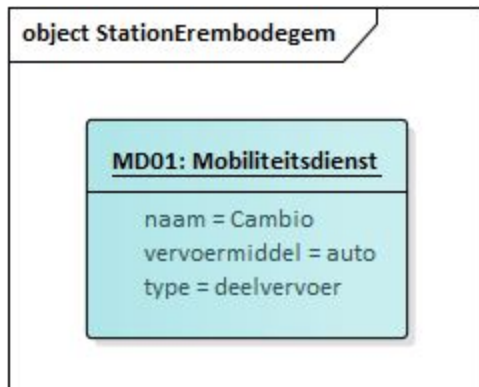 object StationErembodegem
MD01: Mobiliteitsdienst
naam = Cambio
vervoermiddel = auto
type = deelvervoer